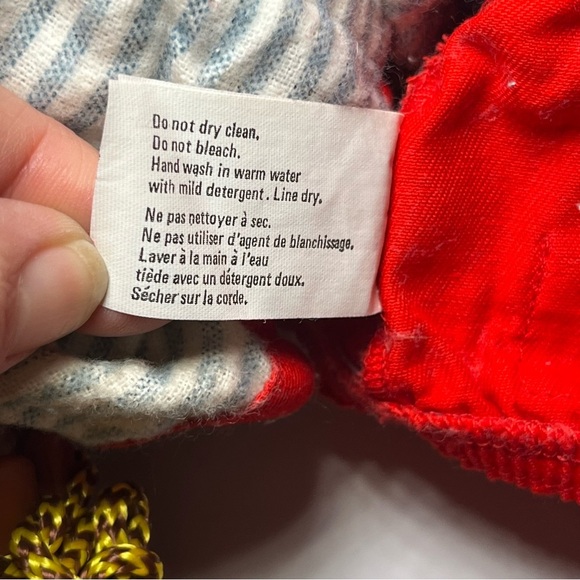 Do not dry clean.
Do not bleach.
Hand wash in warm water
with mild detergent. Line dry.
Ne pas nettoyer à sec.
Ne pas utiliser d'agent de blanchissage.
Laver à la main à l'eau
tiède avec un détergent doux.
Sécher sur la corde.